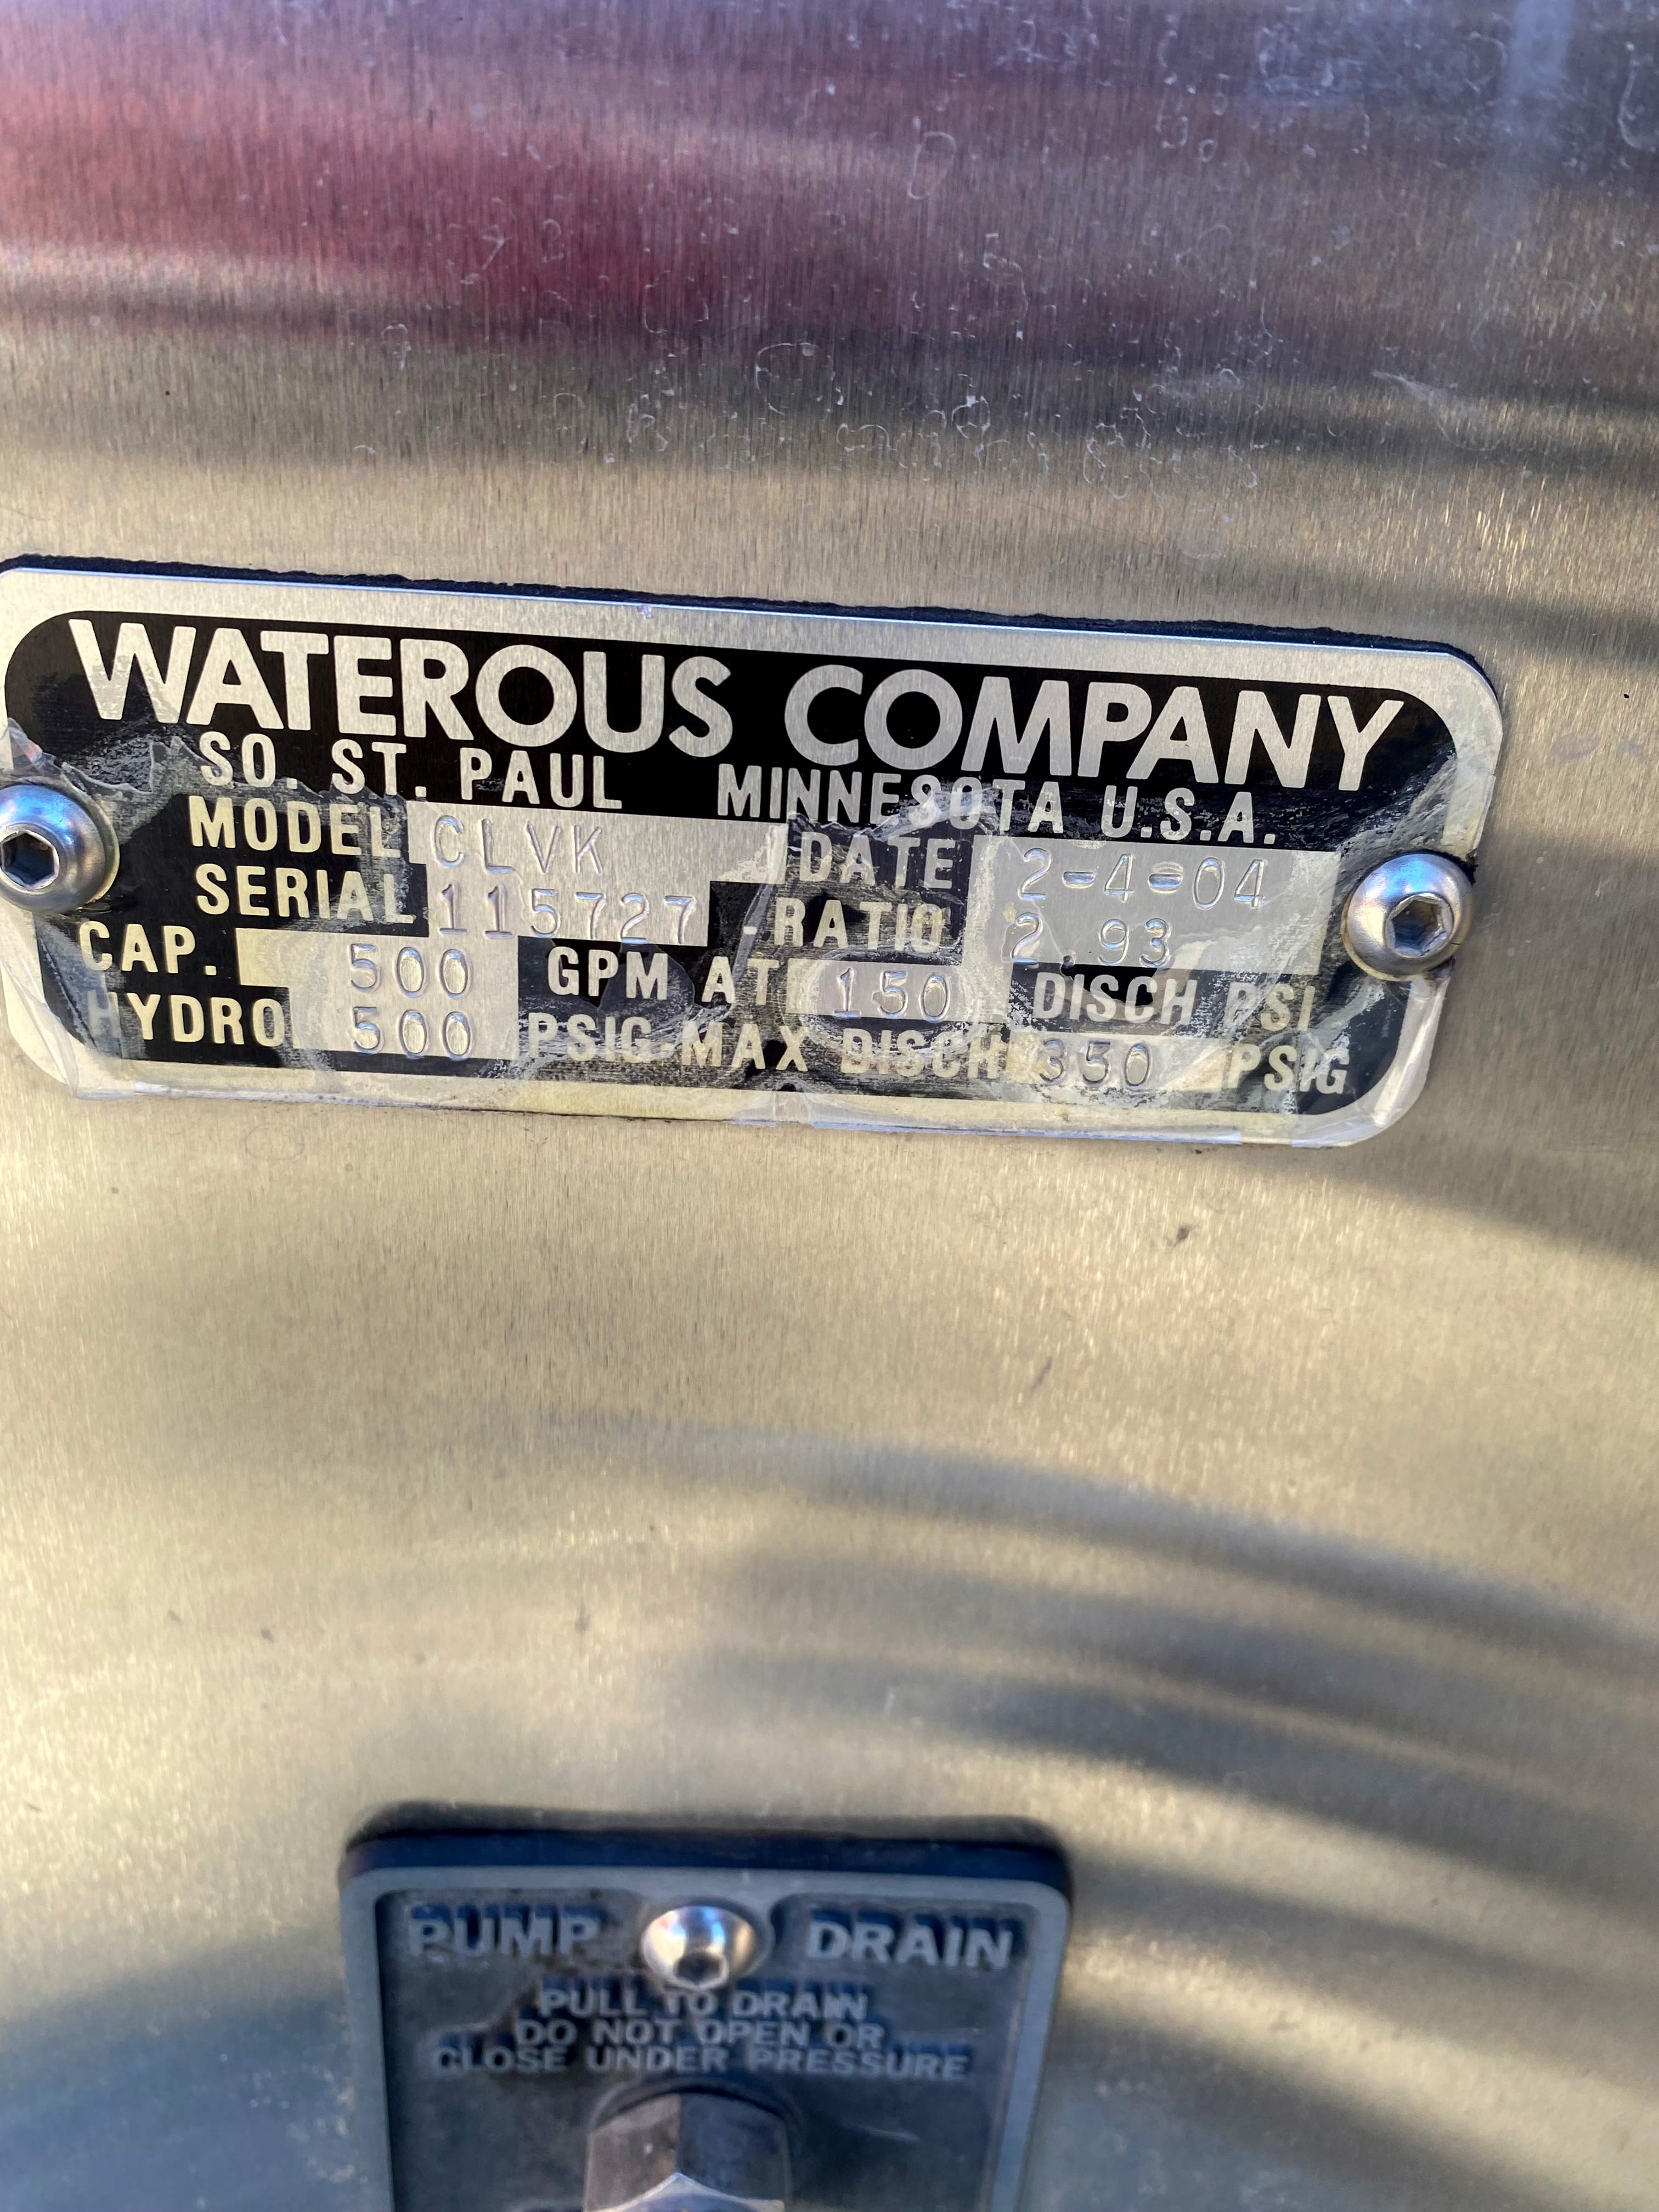 WATEROUS COMPANY
SO. ST. PAUL MINNESOTA U.S.A.
MODEL CLVK DATE 2-4-04
SERIAL 115727 RATIO 2.93
CAP. 500 GPM AT 150 DISCH PSI
HYDRO 500 PSIG MAX DISCH 350 PSIG
PUMP DRAIN
PULL TO DRAIN
DO NOT OPEN OR
CLOSE UNDER PRESSURE